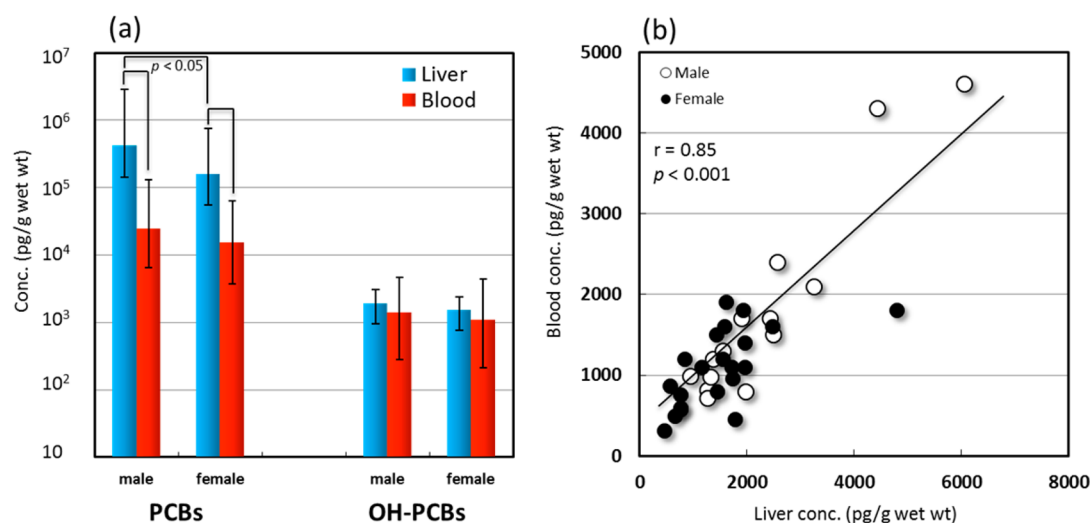 (a)
Conc. (pg/g wet wt)
10⁷
10⁶
10⁵
10⁴
10³
10²
10
p < 0.05
Liver
Blood
male
female
male
female
PCBs
OH-PCBs
(b)
Blood conc. (pg/g wet wt)
5000
4000
3000
2000
1000
0
Male
Female
r = 0.85
p < 0.001
0
2000
4000
6000
8000
Liver conc. (pg/g wet wt)